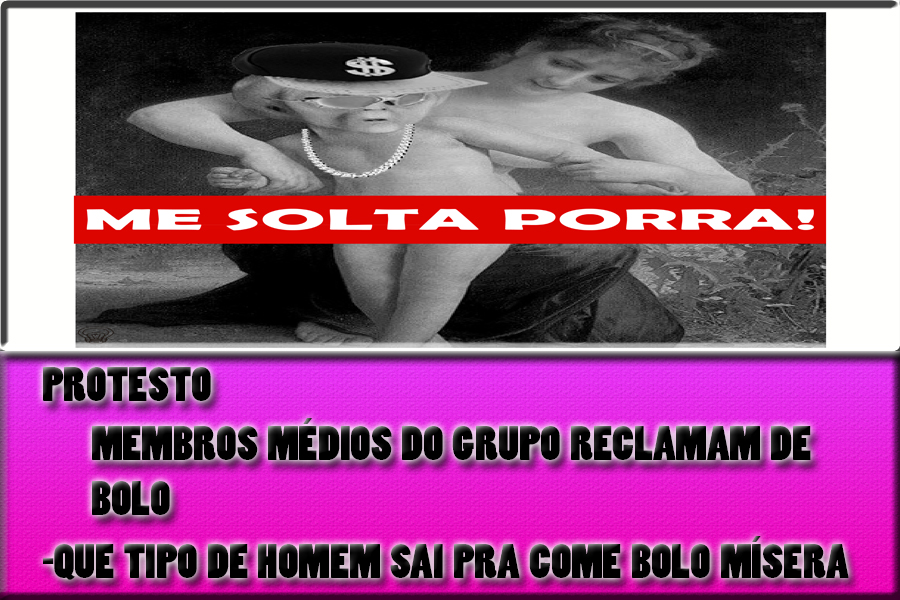 $
ME SOLTA PORRA!
PROTESTO
MEMBROS MÉDIOS DO GRUPO RECLAMAM DE
BOLO
-QUE TIPO DE HOMEM SAI PRA COME BOLO MÍSERA